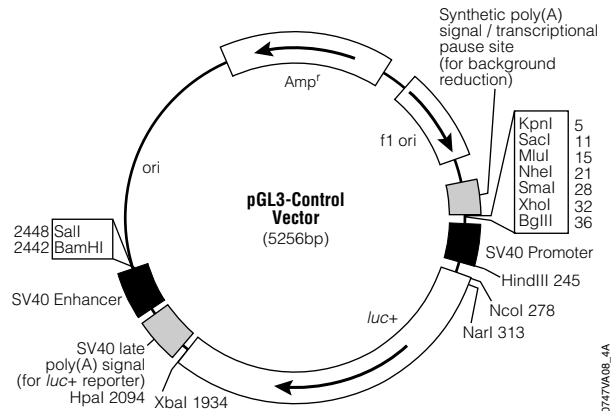 Synthetic poly(A)
signal / transcriptional
pause site
(for background
reduction)
Ampʳ
f1 ori
KpnI 5
SacI 11
MluI 15
NheI 21
SmaI 28
XhoI 32
BglII 36
ori
pGL3-Control
Vector
(5256bp)
2448 SalI
2442 BamHI
SV40 Promoter
HindIII 245
SV40 Enhancer
NcoI 278
luc+
NarI 313
SV40 late
poly(A) signal
(for luc+ reporter)
HpaI 2094
XbaI 1934
0747VA08_4A